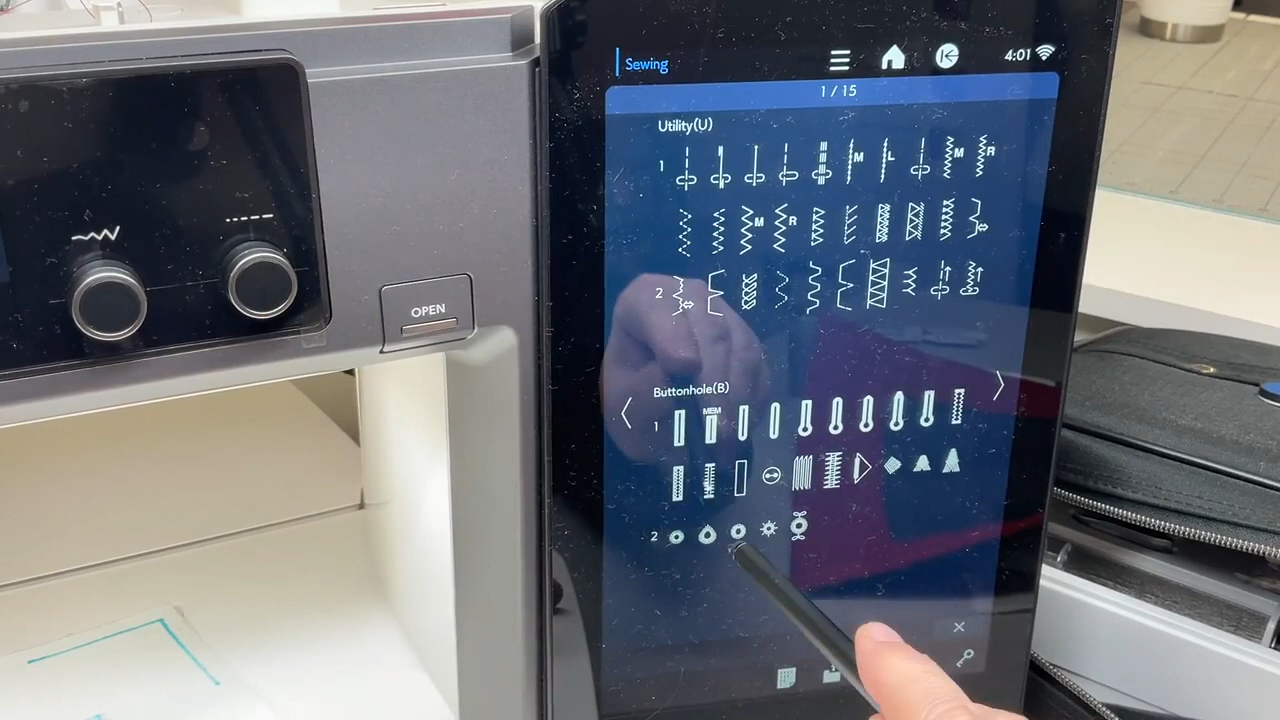 Sewing
4:01
1 / 15
Utility(U)
1 M L M R
M R
2
OPEN
Buttonhole(B)
MEM
1
2